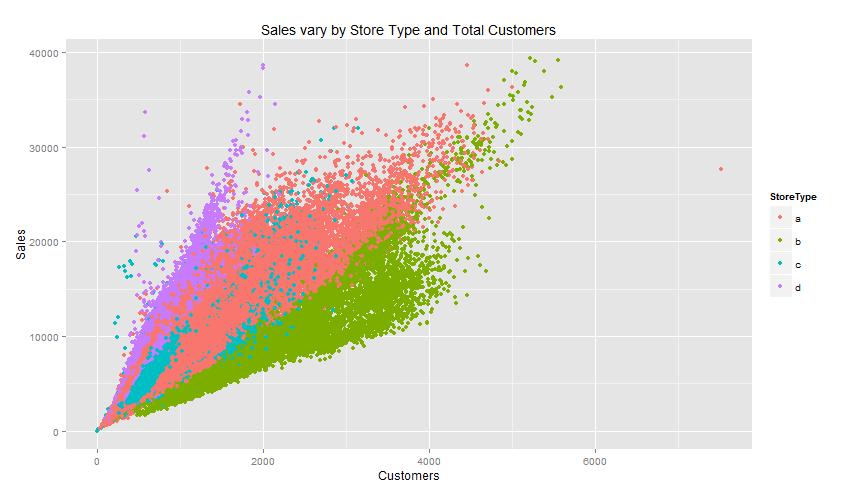 Sales vary by Store Type and Total Customers
40000
30000
20000
10000
0
Sales
0
2000
4000
6000
Customers
StoreType
a
b
c
d